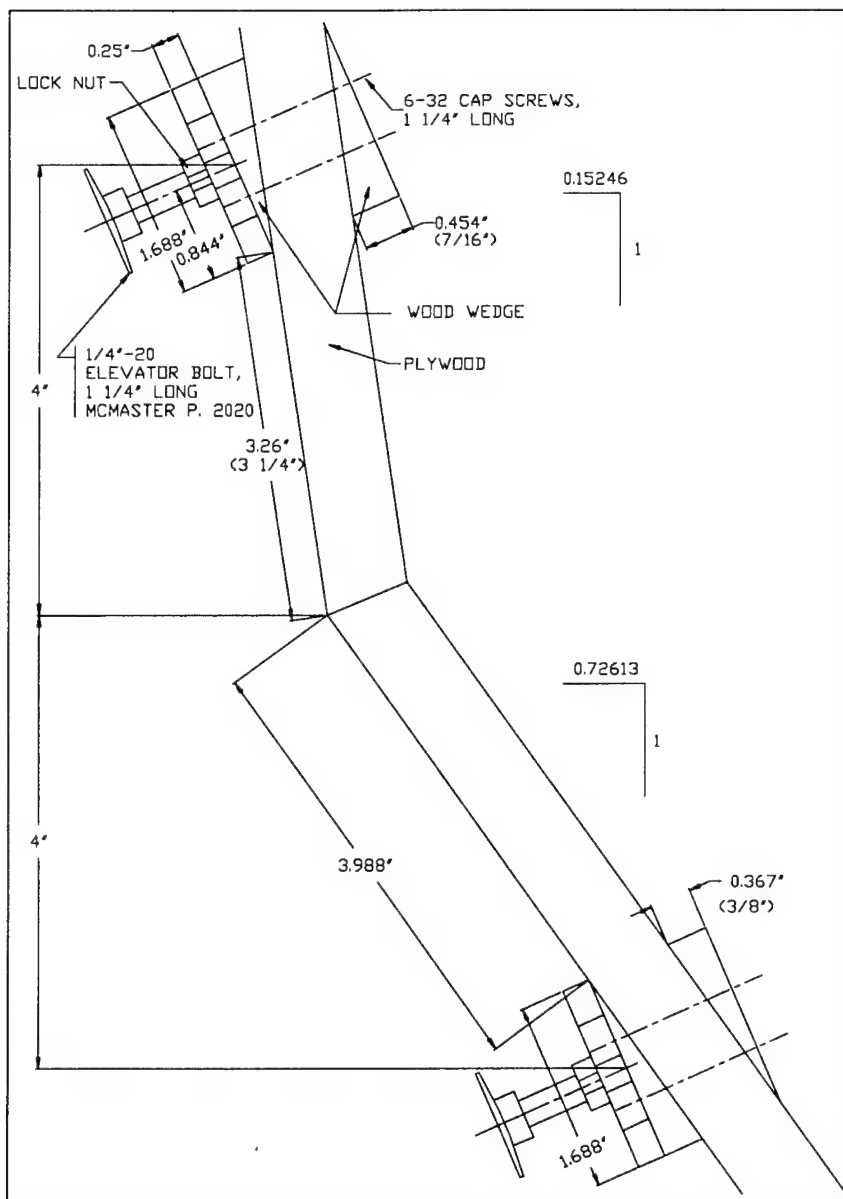 0.25"
LOCK NUT
6-32 CAP SCREWS,
1 1/4" LONG
0.15246
1
0.454"
(7/16")
1.688"
0.844"
WOOD WEDGE
PLYWOOD
1/4"-20
ELEVATOR BOLT,
1 1/4" LONG
MCMASTER P. 2020
4"
3.26"
(3 1/4")
0.72613
1
4"
3.988"
0.367"
(3/8")
1.688"